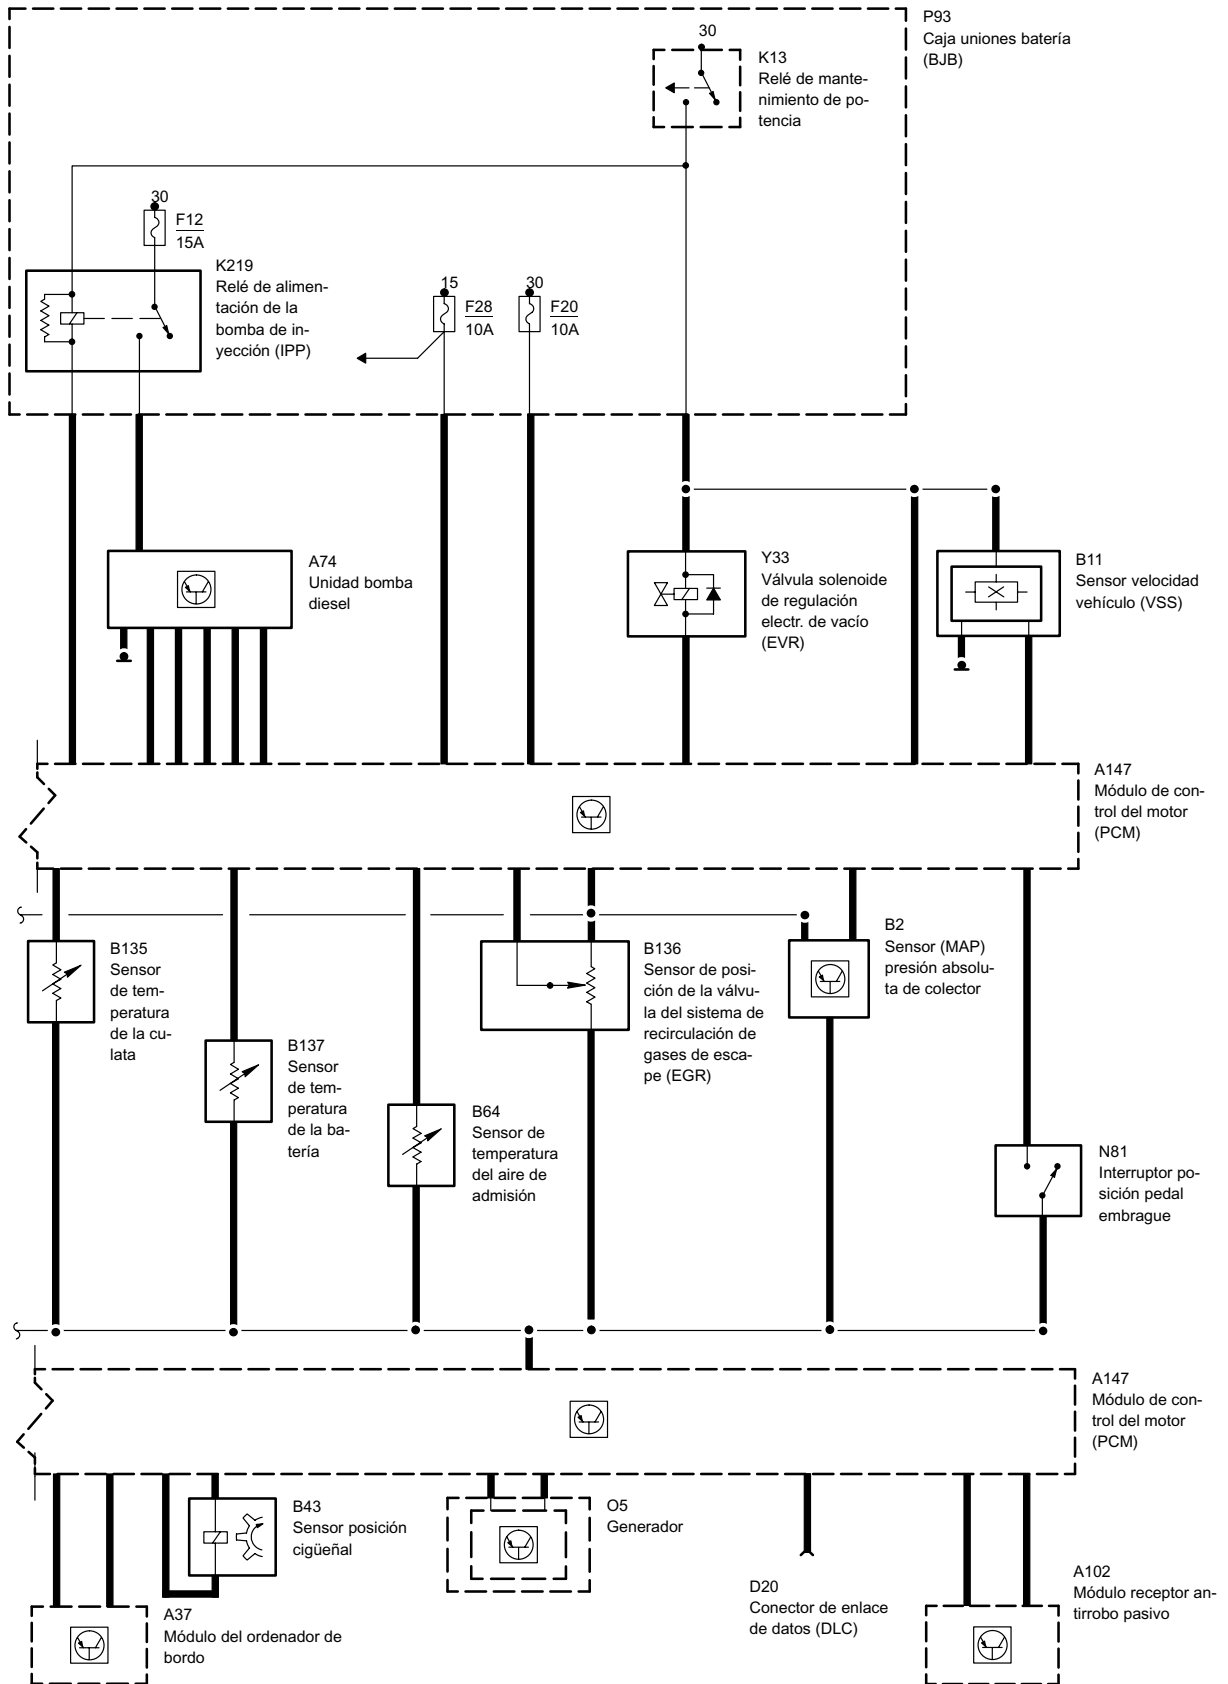 P93
Caja uniones batería
(BJB)
30
K13
Relé de mante-
nimiento de po-
tencia
30
F12
15A
K219
Relé de alimen-
tación de la
bomba de in-
yección (IPP)
15
F28
10A
30
F20
10A
A74
Unidad bomba
diesel
Y33
Válvula solenoide
de regulación
electr. de vacío
(EVR)
B11
Sensor velocidad
vehículo (VSS)
A147
Módulo de con-
trol del motor
(PCM)
B135
Sensor
de tem-
peratura
de la cu-
lata
B137
Sensor
de tem-
peratura
de la ba-
tería
B64
Sensor de
temperatura
del aire de
admisión
B136
Sensor de posi-
ción de la válvu-
la del sistema de
recirculación de
gases de esca-
pe (EGR)
B2
Sensor (MAP)
presión absolu-
ta de colector
N81
Interruptor po-
sición pedal
embrague
A147
Módulo de con-
trol del motor
(PCM)
B43
Sensor posición
cigüeñal
O5
Generador
D20
Conector de enlace
de datos (DLC)
A102
Módulo receptor an-
tirrobo pasivo
A37
Módulo del ordenador de
bordo